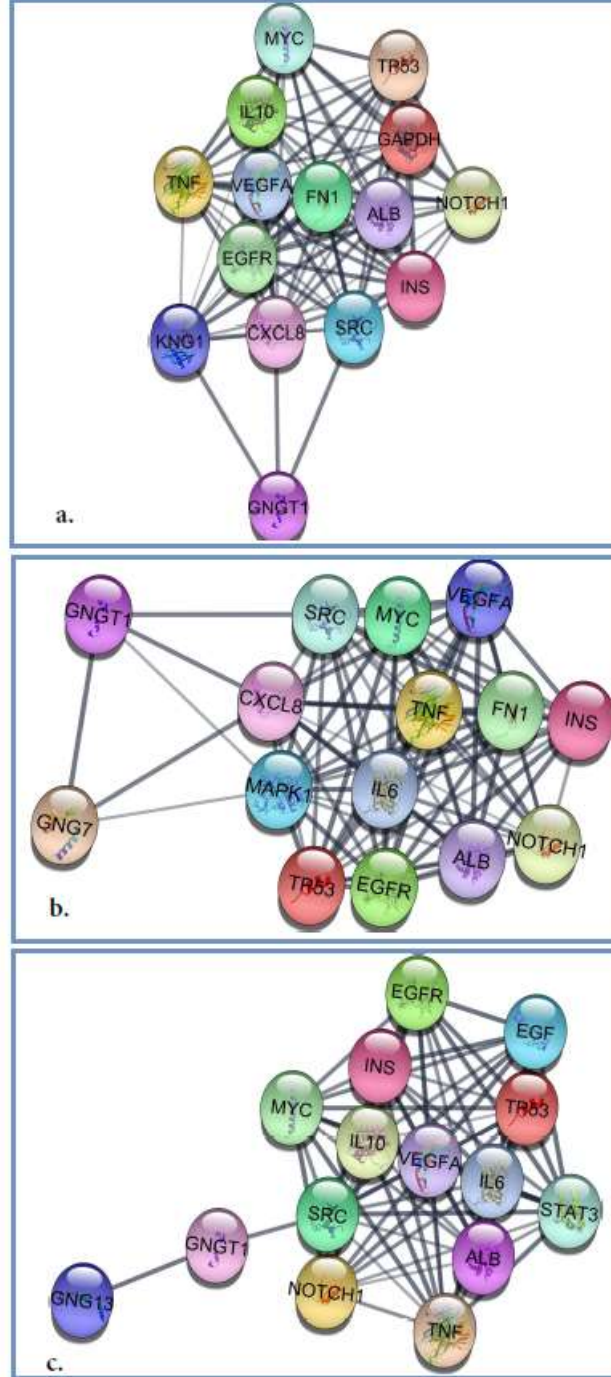 MYC
TP53
IL10
GAPDH
TNF
VEGFA
FN1
ALB
NOTCH1
EGFR
INS
KNG1
CXCL8
SRC
GNGT1
a.
GNGT1
SRC
MYC
VEGFA
CXCL8
TNF
FN1
INS
MAPK1
IL6
GNG7
NOTCH1
ALB
TP53
EGFR
b.
EGFR
EGF
INS
MYC
TP53
IL10
VEGFA
IL6
STAT3
SRC
GNGT1
ALB
GNG13
NOTCH1
TNF
c.